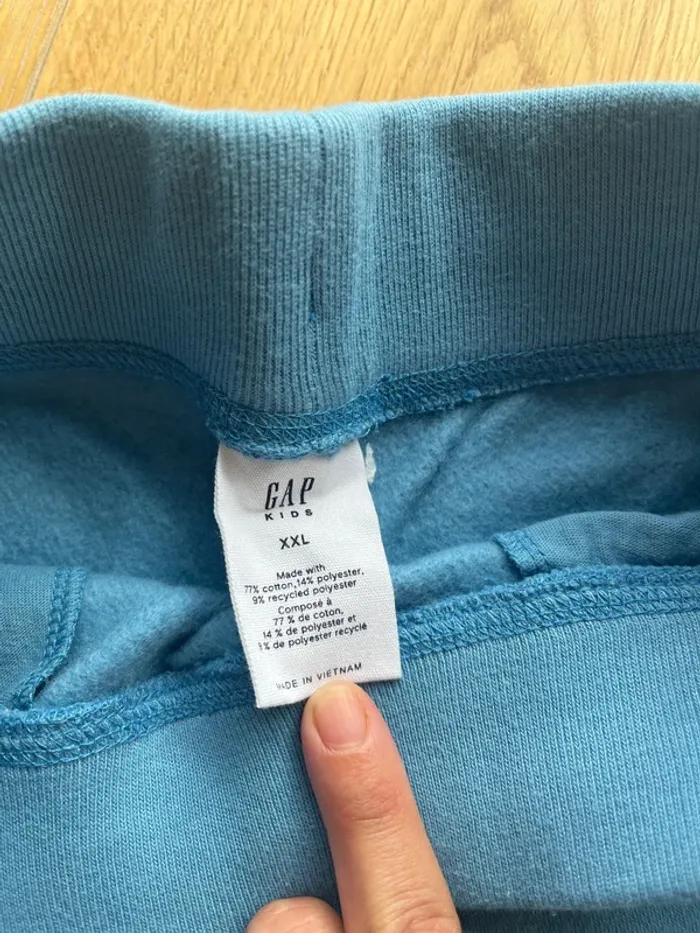 GAP
KIDS
XXL
Made with
77% cotton,14% polyester,
9% recycled polyester
Composé à
77 % de coton,
14 % de polyester et
% de polyester recyclé
MADE IN VIETNAM